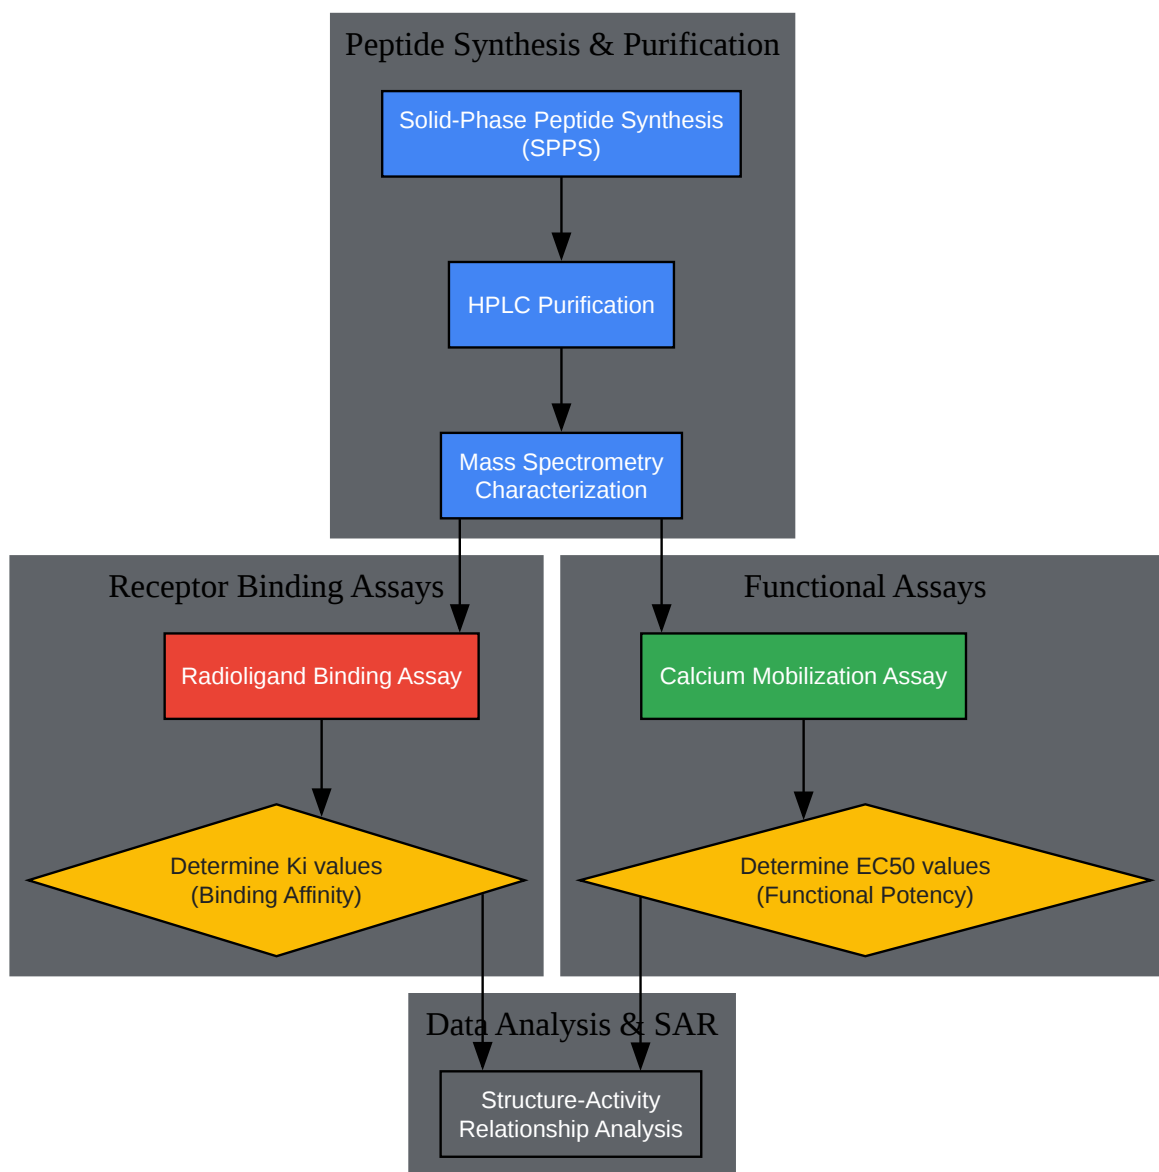 Peptide Synthesis & Purification
Solid-Phase Peptide Synthesis
(SPPS)
HPLC Purification
Mass Spectrometry
Characterization
Receptor Binding Assays
Radioligand Binding Assay
Determine Ki values
(Binding Affinity)
Functional Assays
Calcium Mobilization Assay
Determine EC50 values
(Functional Potency)
Data Analysis & SAR
Structure-Activity
Relationship Analysis